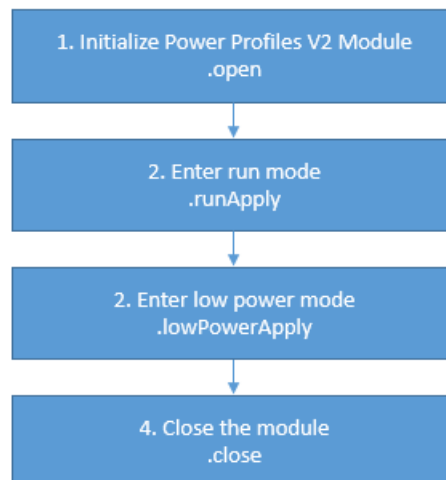 1. Initialize Power Profiles V2 Module
.open
2. Enter run mode
.runApply
2. Enter low power mode
.lowPowerApply
4. Close the module
.close